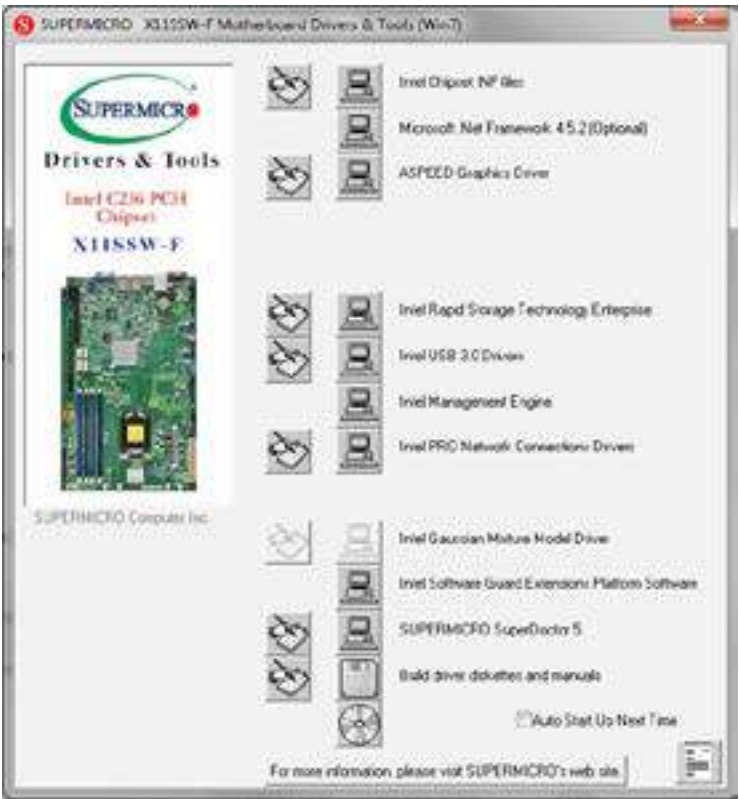 SUPERMICRO X11SSW-F Motherboard Drivers & Tools (Win7)
SUPERMICRO
Drivers & Tools
Intel C236 PCH
Chipset
X11SSW-F
SUPERMICRO Computer Inc.
Intel Chipset INF files
Microsoft .Net Framework 4.5.2 (Optional)
ASPEED Graphics Driver
Intel Rapid Storage Technology Enterprise
Intel USB 3.0 Drivers
Intel Management Engine
Intel PRO Network Connections Drivers
Intel Gaussian Mixture Model Driver
Intel Software Guard Extensions Platform Software
SUPERMICRO SuperDoctor 5
Build driver diskettes and manuals
Auto Start Up Next Time
For more information, please visit SUPERMICRO's web site.